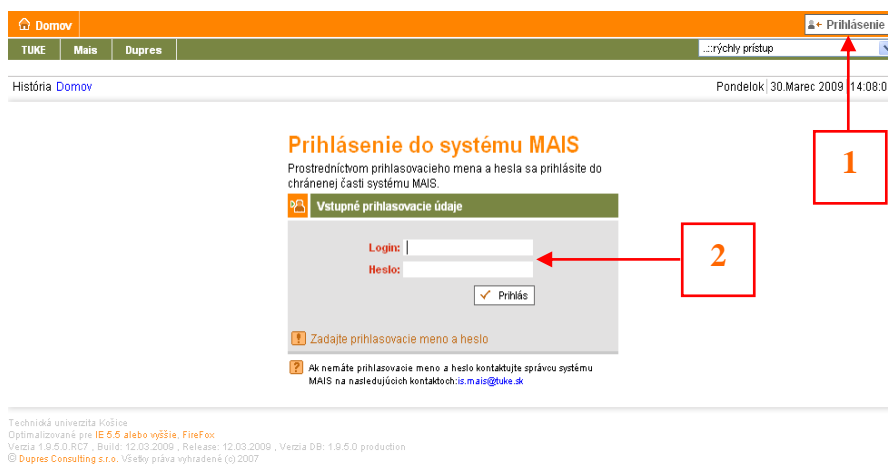 Domov
Prihlásenie
TUKE Mais Dupres
..::rýchly prístup
História Domov
Pondelok 30.Marec 2009 14:08:0
Prihlásenie do systému MAIS
Prostredníctvom prihlasovacieho mena a hesla sa prihlásite do
chránenej časti systému MAIS.
Vstupné prihlasovacie údaje
Login:
Heslo:
Prihlás
Zadajte prihlasovacie meno a heslo
Ak nemáte prihlasovacie meno a heslo kontaktujte správcu systému
MAIS na nasledujúcich kontaktoch:is.mais@tuke.sk
1
2
Technická univerzita Košice
Optimalizované pre IE 5.5 alebo vyššie, FireFox
Verzia 1.9.5.0.RC7 , Build: 12.03.2009 , Release: 12.03.2009 , Verzia DB: 1.9.5.0 production
© Dupres Consulting s.r.o. Všetky práva vyhradené (c) 2007